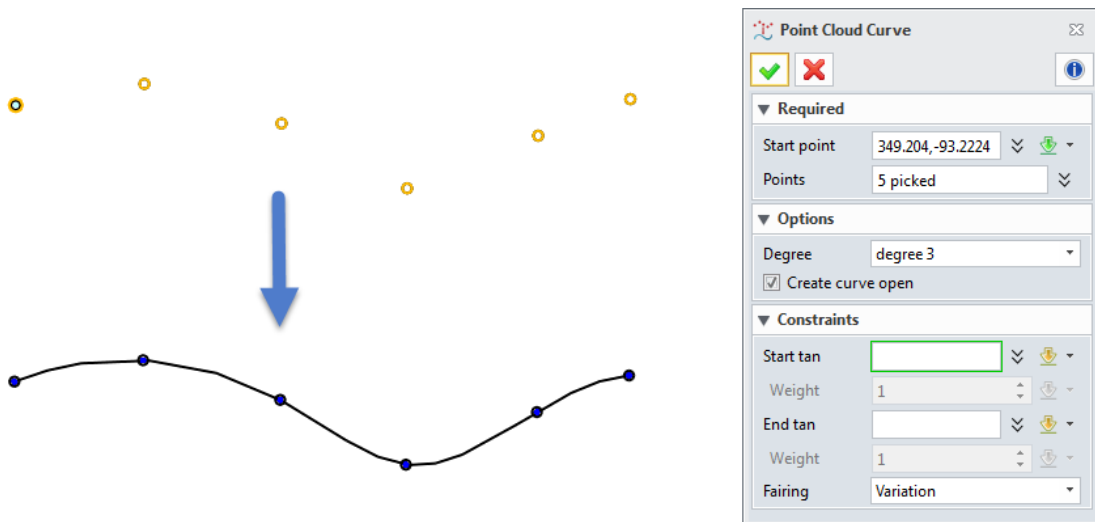 Point Cloud Curve
Required
Start point 349.204,-93.2224
Points 5 picked
Options
Degree degree 3
Create curve open
Constraints
Start tan
Weight 1
End tan
Weight 1
Fairing Variation